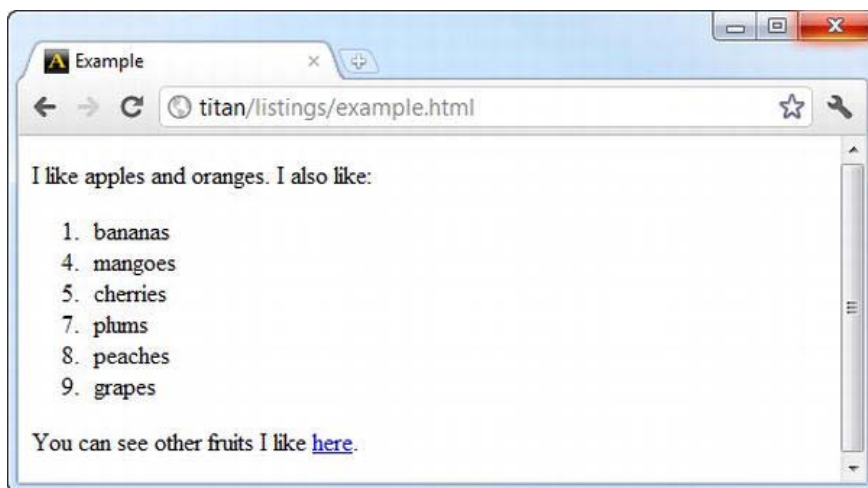 Example
titan/listings/example.html
I like apples and oranges. I also like:
1. bananas
4. mangoes
5. cherries
7. plums
8. peaches
9. grapes
You can see other fruits I like here.